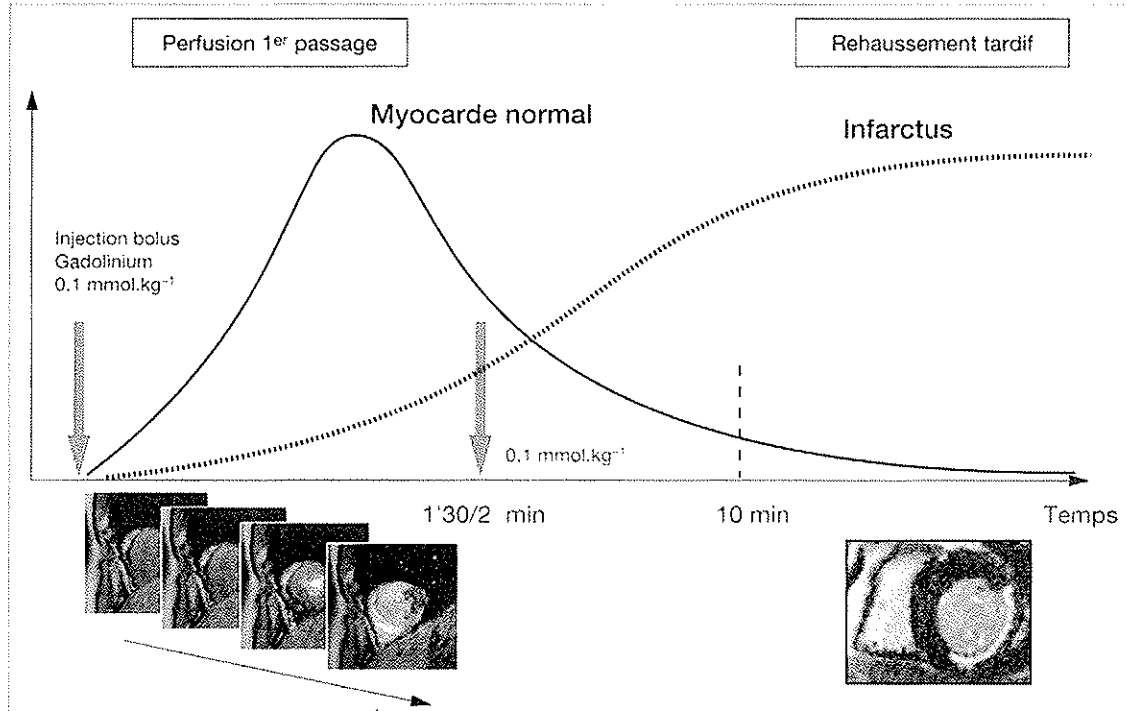 Perfusion 1er passage
Rehaussement tardif
Myocarde normal
Infarctus
Injection bolus
Gadolinium
0.1 mmol.kg⁻¹
0.1 mmol.kg⁻¹
1'30/2 min
10 min
Temps